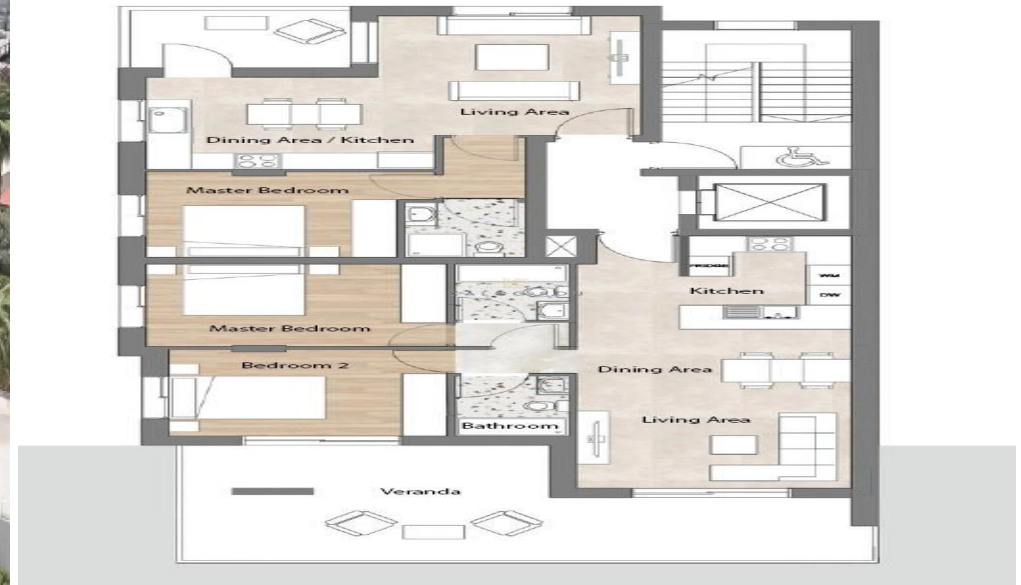 Living Area
Dining Area / Kitchen
Master Bedroom
FRIDGE
WM
Kitchen
DW
Master Bedroom
Bedroom 2
Dining Area
Living Area
Bathroom
Veranda